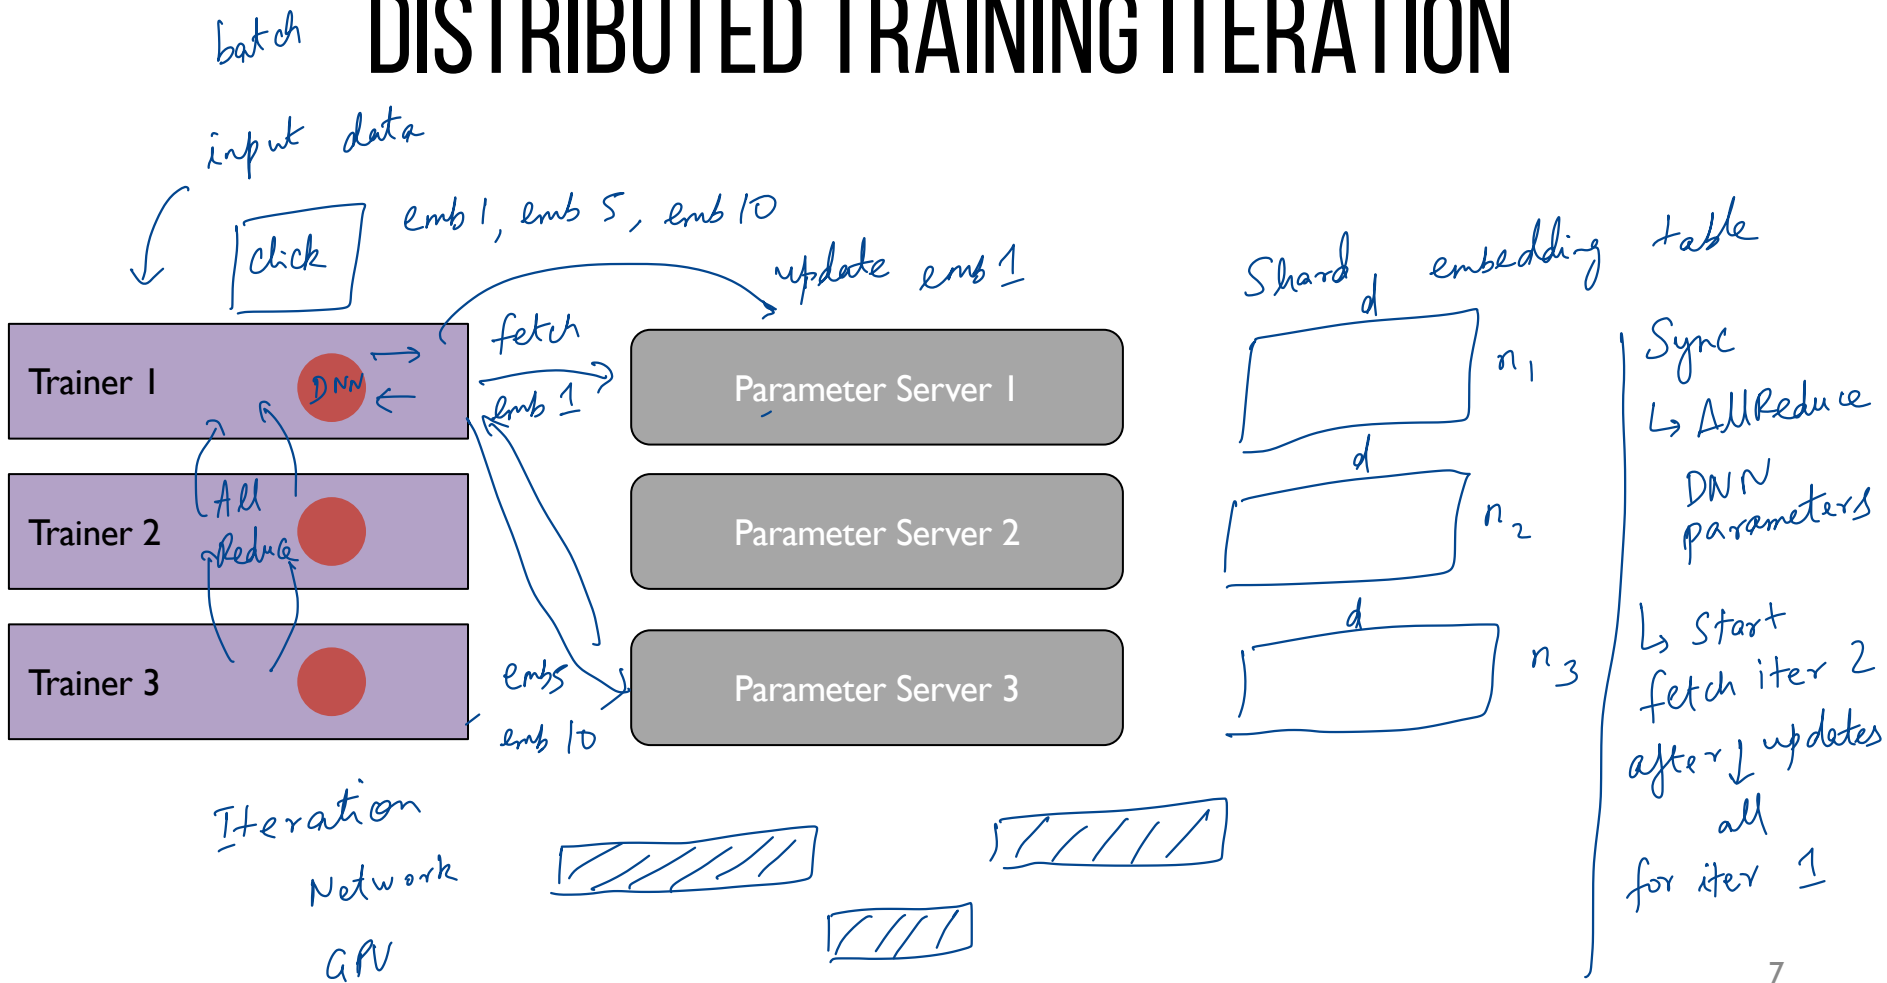 DISTRIBUTED TRAINING ITERATION
batch
input data
click
emb 1, emb 5, emb 10
update emb 1
Shard embedding table
fetch
emb 1
Trainer 1
DNN
Parameter Server 1
d
n1
All
Reduce
Trainer 2
Parameter Server 2
d
n2
Trainer 3
emb5
emb 10
Parameter Server 3
d
n3
Sync
↳ AllReduce
DNN
parameters
↳ Start
fetch iter 2
after ↓ updates
all
for iter 1
Iteration
Network
GPU
7